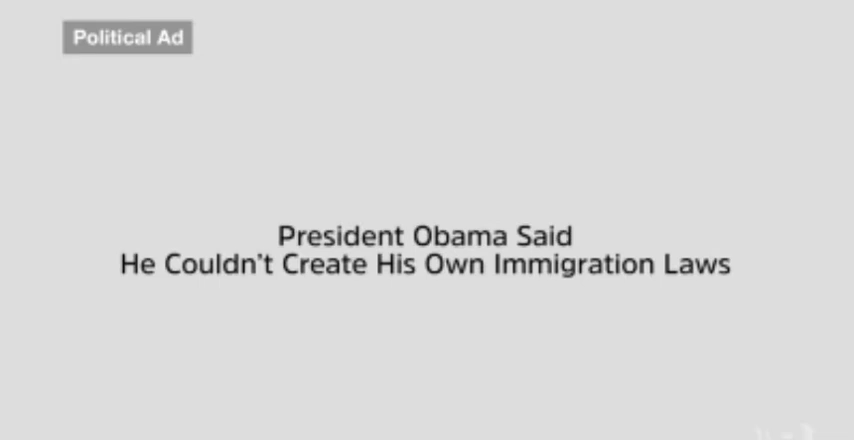 Political Ad
President Obama Said
He Couldn't Create His Own Immigration Laws